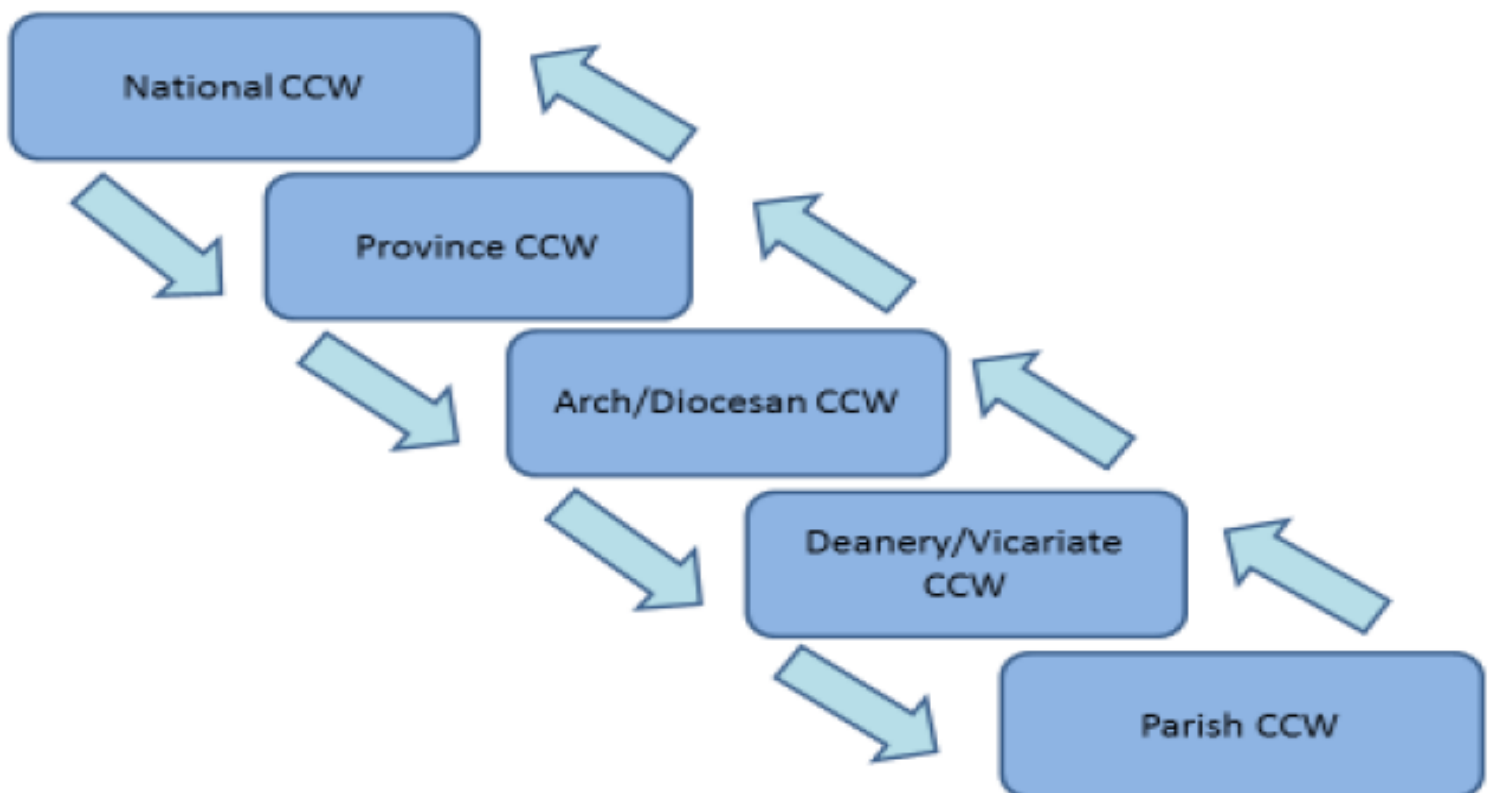 National CCW
Province CCW
Arch/Diocesan CCW
Deanery/Vicariate
CCW
Parish CCW